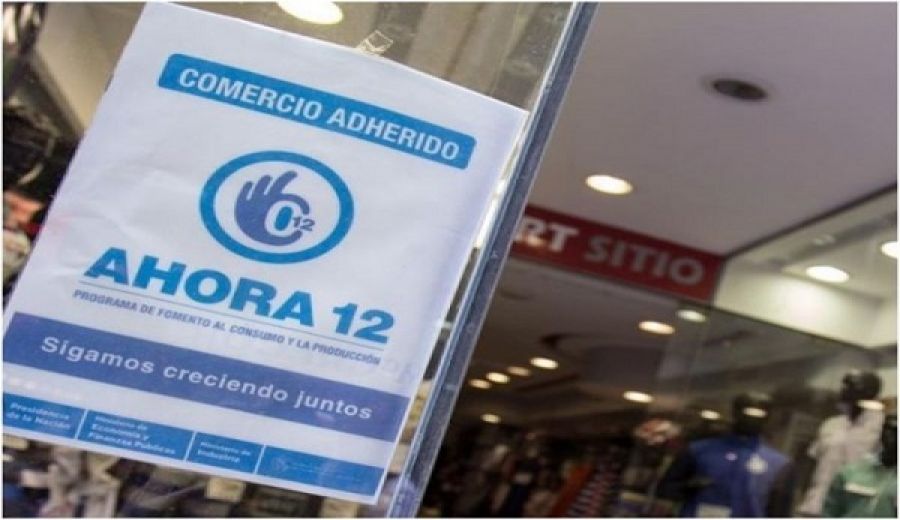 COMERCIO ADHERIDO
12
AHORA 12
PROGRAMA DE FOMENTO AL CONSUMO Y LA PRODUCCIÓN
Sigamos creciendo juntos
Presidencia
de la Nación
Ministerio de
Economía y
Finanzas Públicas
Ministerio de
Industria
RT SITIO